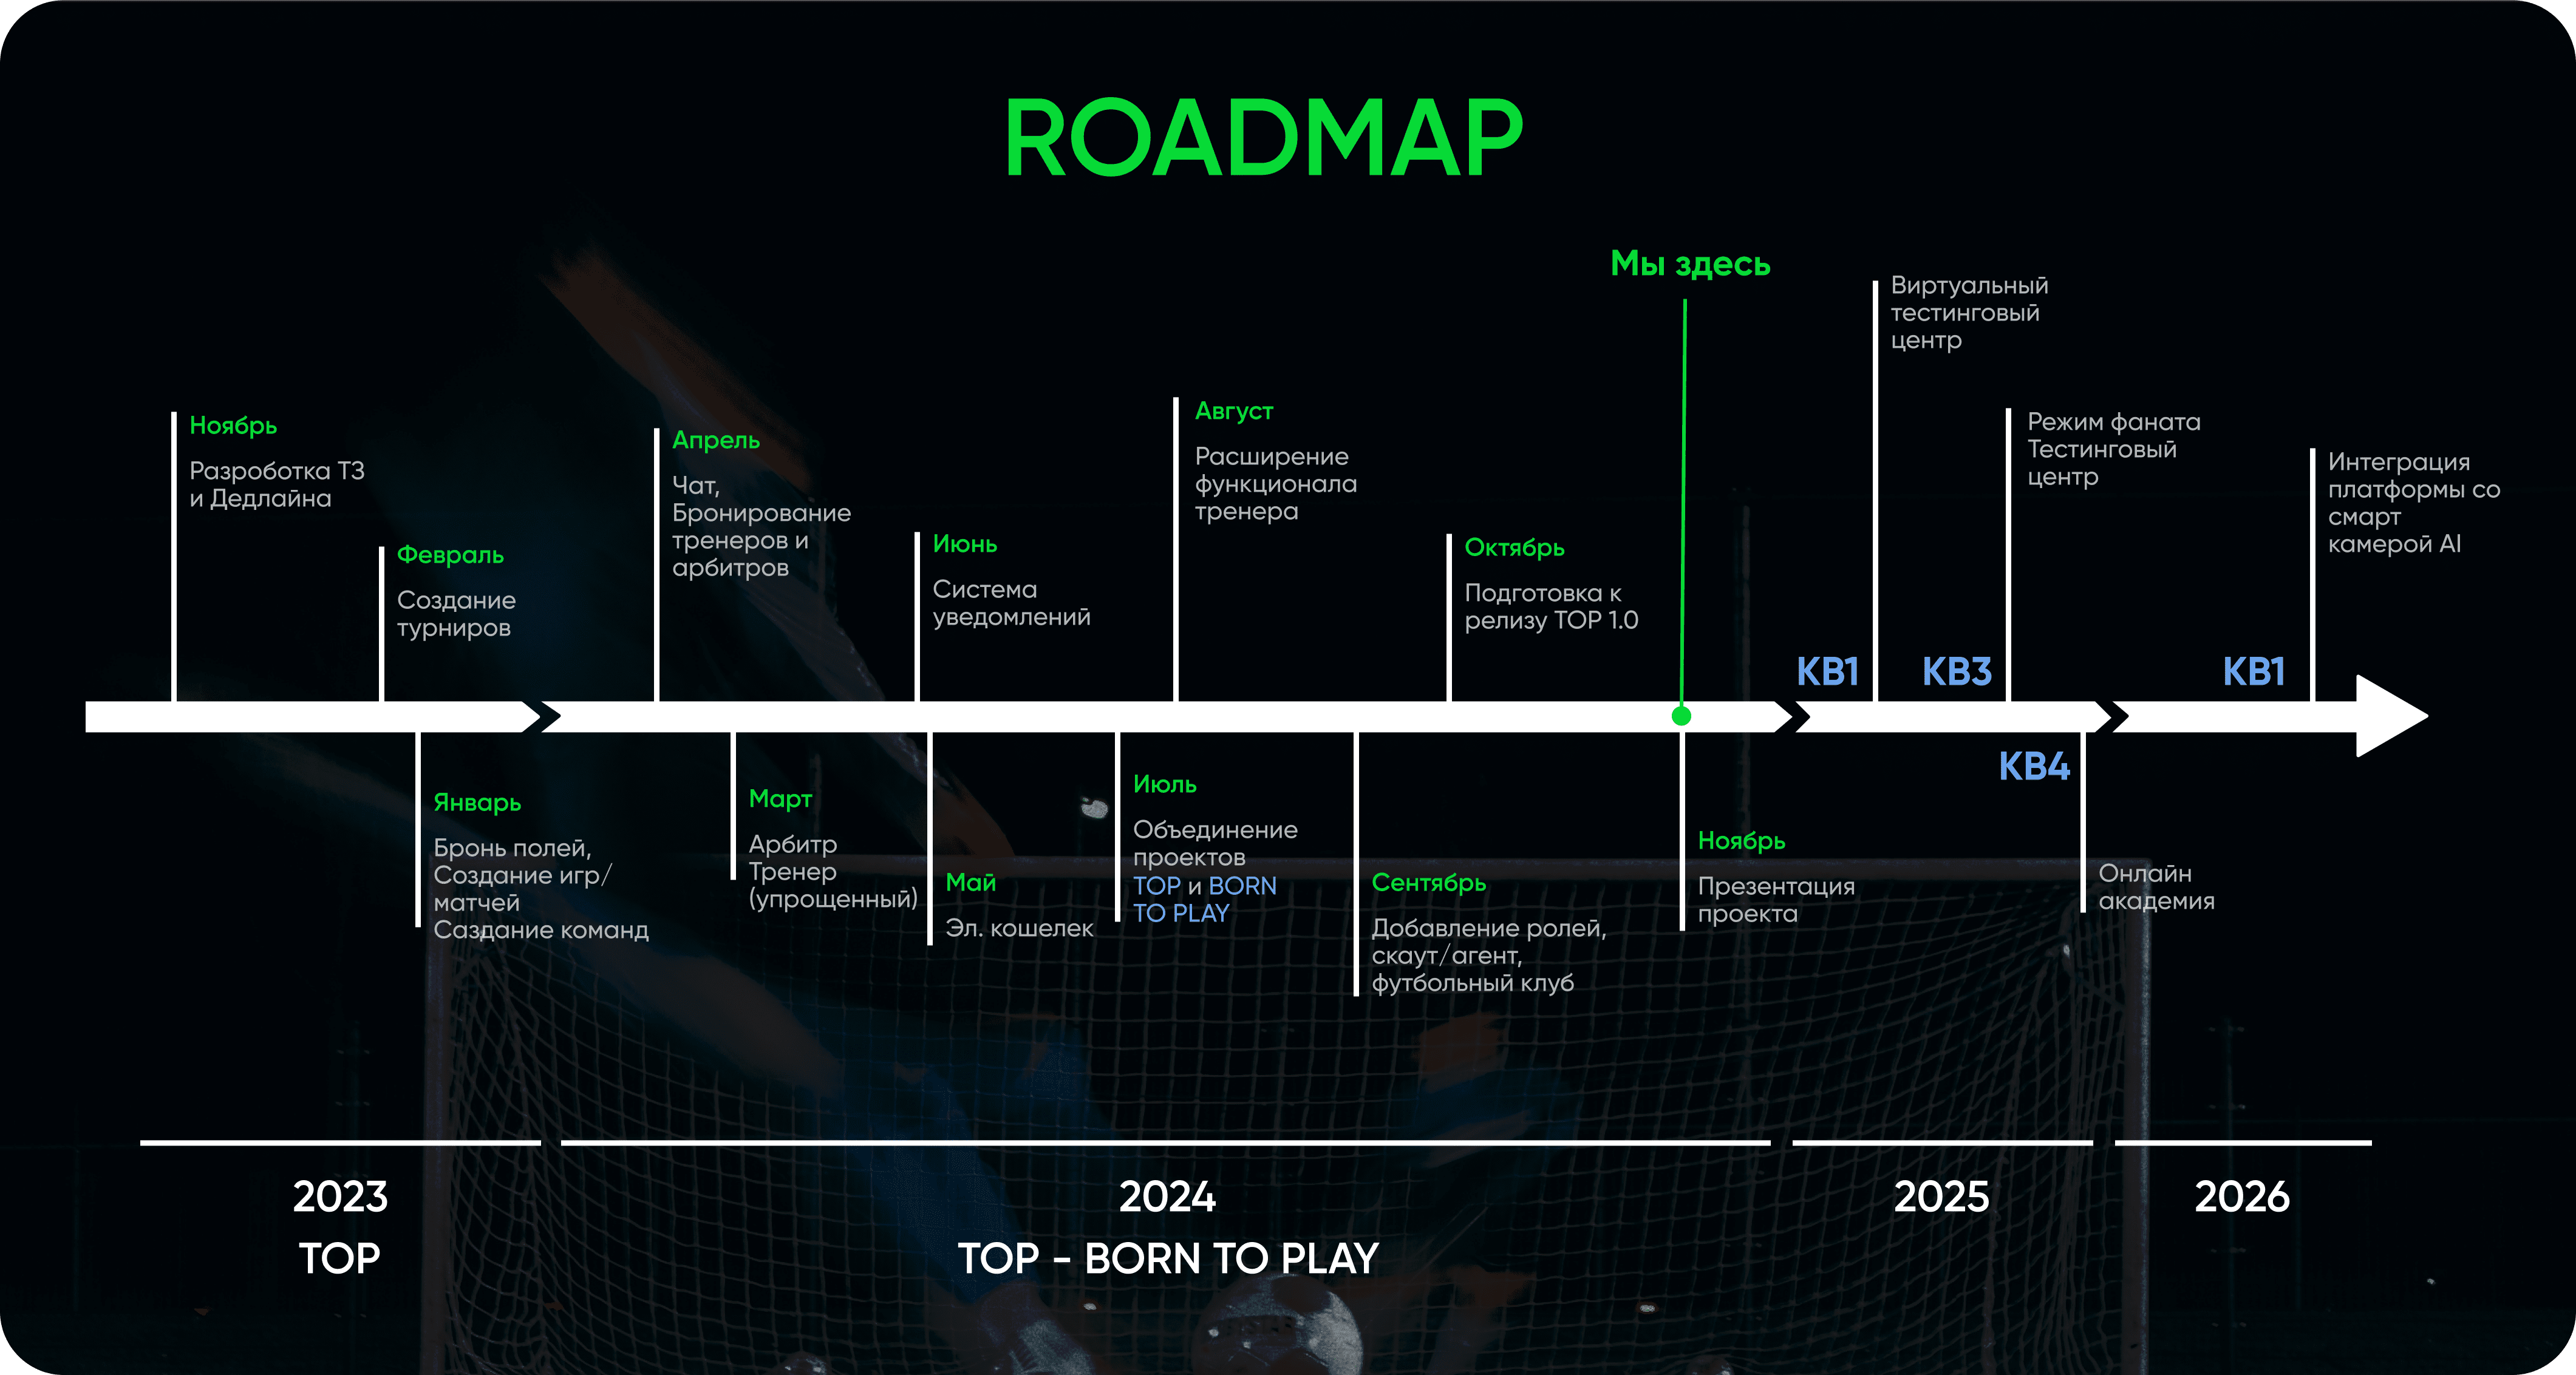 ROADMAP
Мы здесь
Ноябрь
Разроботка ТЗ
и Дедлайна
Февраль
Создание
турниров
Апрель
Чат,
Бронирование
тренеров и
арбитров
Июнь
Система
уведомлений
Август
Расширение
функционала
тренера
Октябрь
Подготовка к
релизу TOP 1.0
Виртуальный
тестинговый
центр
Режим фаната
Тестинговый
центр
Интеграция
платформы со
смарт
камерой AI
КВ1
КВ3
КВ1
КВ4
Январь
Бронь полей,
Создание игр/
матчей
Саздание команд
Март
Арбитр
Тренер
(упрощенный)
Май
Эл. кошелек
Июль
Объединение
проектов
TOP и BORN
TO PLAY
Сентябрь
Добавление ролей,
скаут/агент,
футбольный клуб
Ноябрь
Презентация
проекта
Онлайн
академия
2023
TOP
2024
TOP - BORN TO PLAY
2025
2026